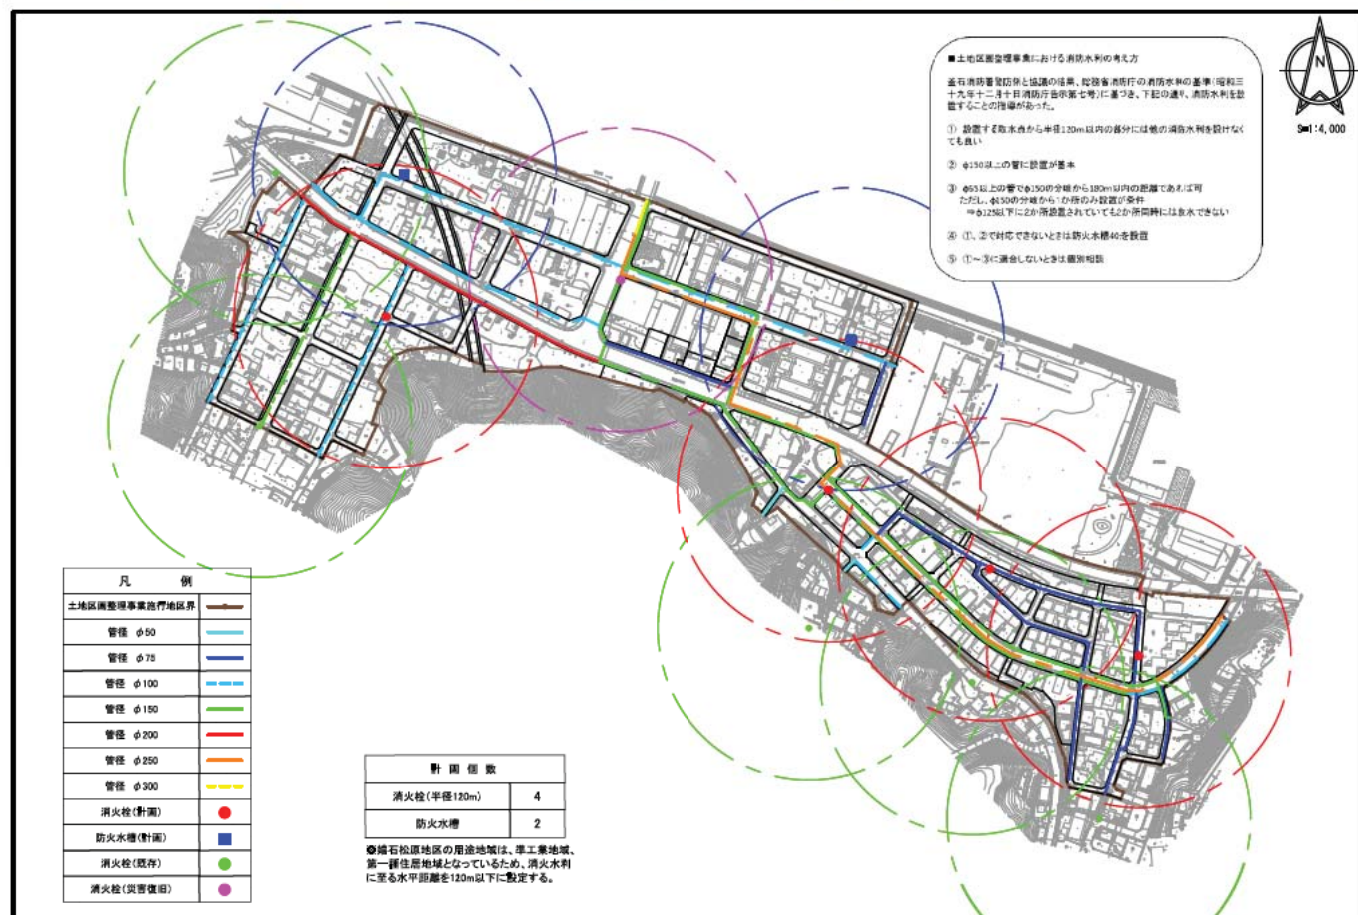 ■土地区画整理事業における消防水利の考え方
釜石消防署警防係と協議の結果、総務省消防庁の消防水利の基準(昭和三
十九年十二月十日消防庁告示第七号)に基づき、下記の通り、消防水利を設
置することの指導があった。
① 設置する取水点から半径120m以内の部分には他の消防水利を設けなく
ても良い
② φ150以上の管に設置が基本
③ φ65以上の管でφ150の分岐から180m以内の距離であれば可
ただし、φ150の分岐から1か所のみ設置が条件
⇒φ125以下に2か所設置されていても2か所同時には取水できない
④ ①、②で対応できないときは防火水槽40を設置
⑤ ①～③に適合しないときは個別相談
N
S=1:4,000
凡 例
土地区画整理事業施行地区界
管径 φ50
管径 φ75
管径 φ100
管径 φ150
管径 φ200
管径 φ250
管径 φ300
消火栓(計画)
防火水槽(計画)
消火栓(既存)
消火栓(災害復旧)
計画個数
消火栓(半径120m) 4
防火水槽 2
※嬉石松原地区の用途地域は、準工業地域、
第一種住居地域となっているため、消火水利
に至る水平距離を120m以下に設定する。